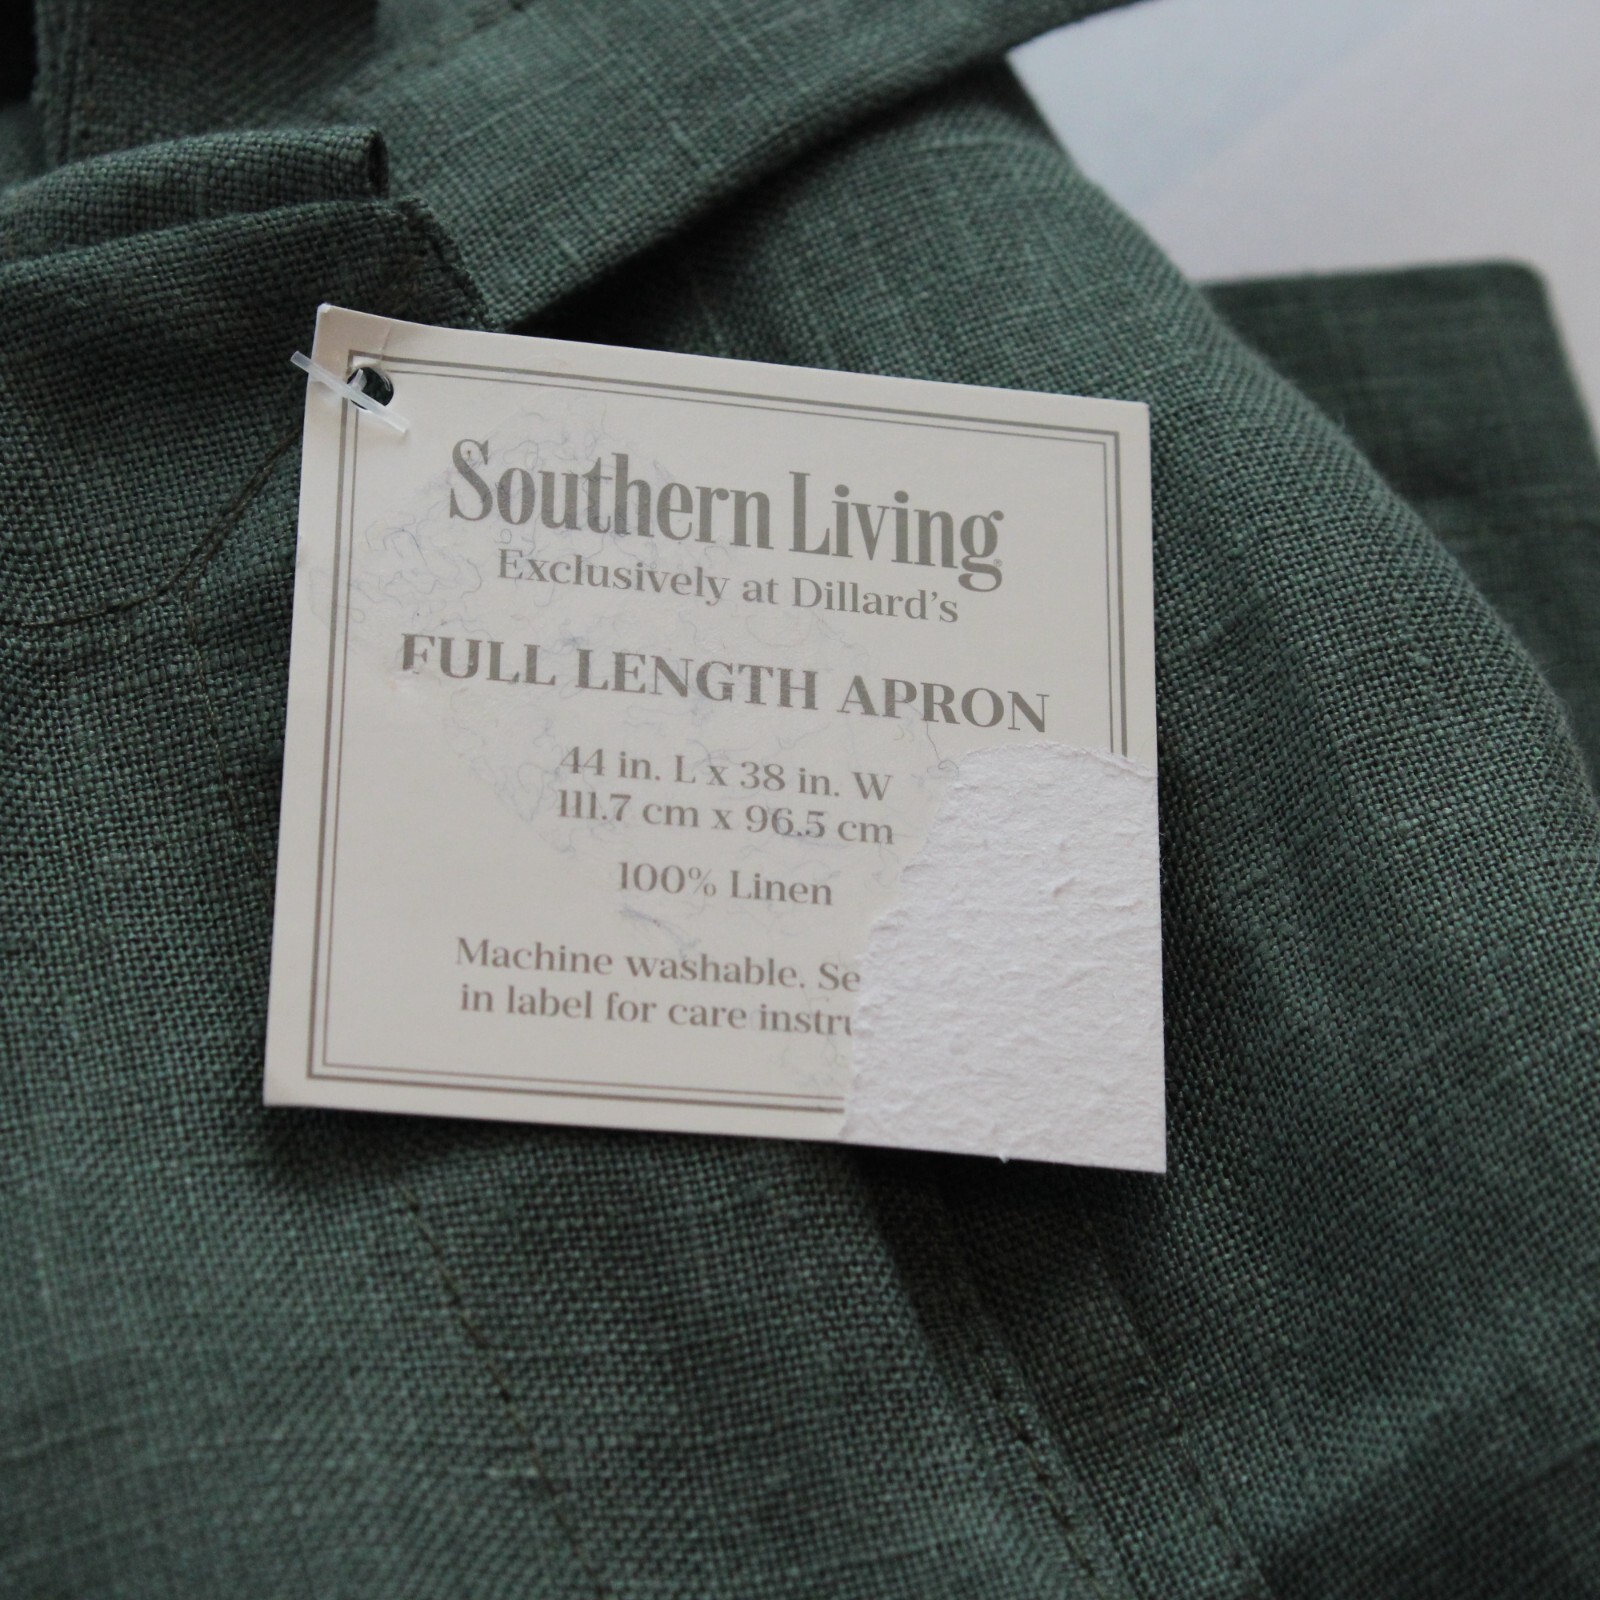 Southern Living
Exclusively at Dillard's
FULL LENGTH APRON
44 in. L x 38 in. W
111.7 cm x 96.5 cm
100% Linen
Machine washable. Se
in label for care instru